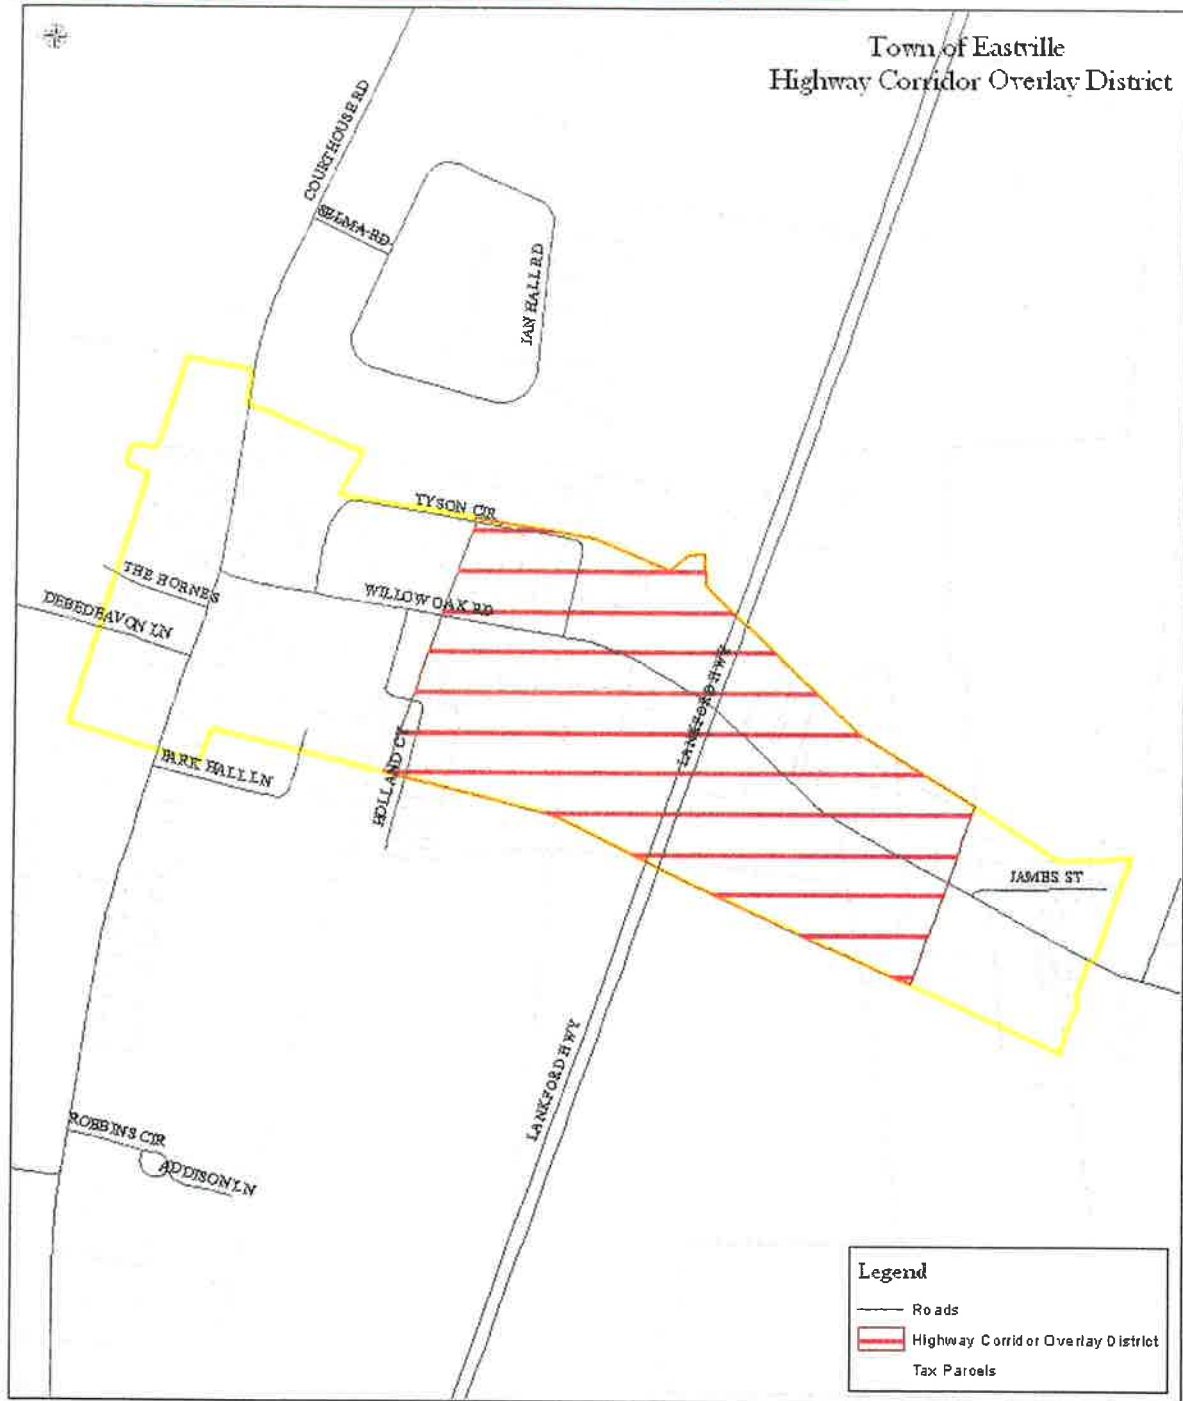 Town of Eastville
Highway Corridor Overlay District
COURTHOUSE RD
SELMA RD
IAN HALL RD
TYSON CIR
THE HORNES
WILLOW OAK RD
DEBEDEAVON LN
LANKFORD HWY
PARK HALL LN
HOLLAND CT
JAMES ST
LANKFORD HWY
ROBBINS CIR
ADDISON LN
Legend
Roads
Highway Corridor Overlay District
Tax Parcels